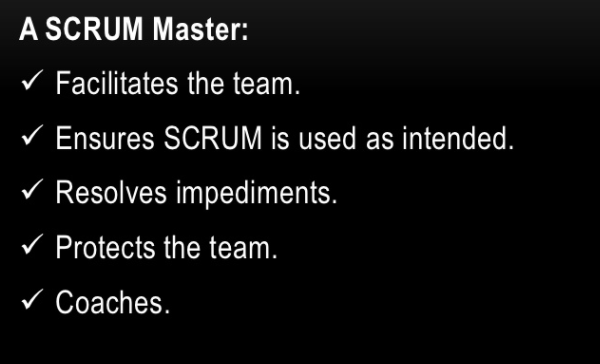 A SCRUM Master:
✓ Facilitates the team.
✓ Ensures SCRUM is used as intended.
✓ Resolves impediments.
✓ Protects the team.
✓ Coaches.